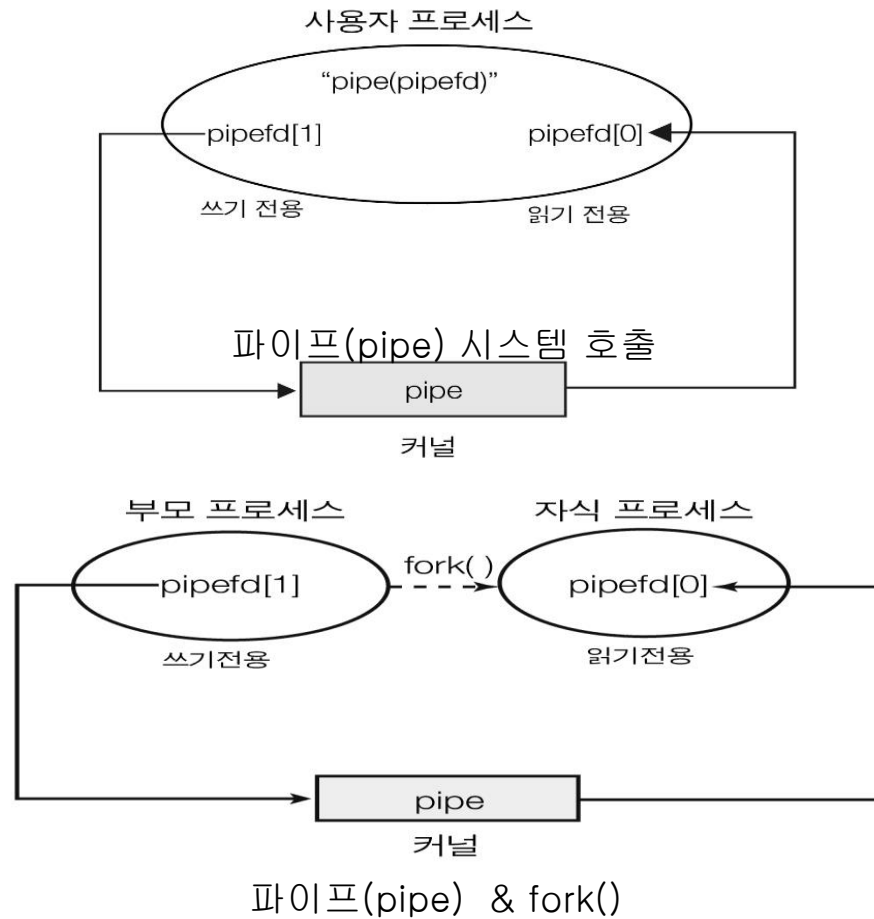 사용자 프로세스
“pipe(pipefd)”
pipefd[1] pipefd[0]
쓰기 전용 읽기 전용
파이프(pipe) 시스템 호출
pipe
커널
부모 프로세스 자식 프로세스
fork( )
pipefd[1] pipefd[0]
쓰기전용 읽기전용
pipe
커널
파이프(pipe) & fork()